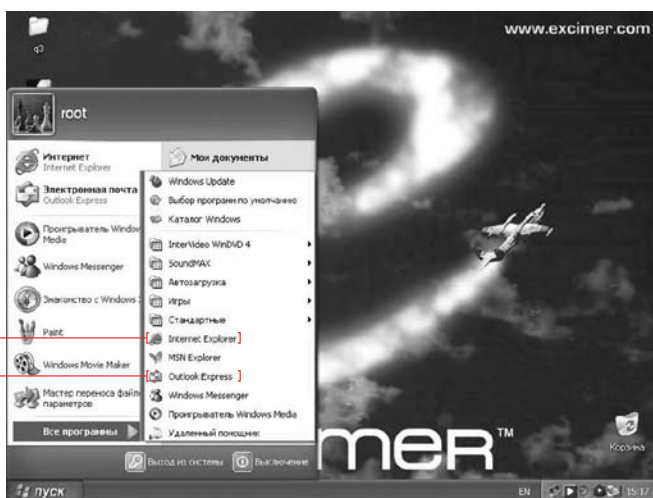 www.excimer.com
q3
root
Интернет
Internet Explorer
Электронная почта
Outlook Express
Проигрыватель Window
Media
Windows Messenger
Знакомство с Windows
Paint
Windows Movie Maker
Мастер переноса файл
параметров
Все программы
Мои документы
Windows Update
Выбор программ по умолчанию
Каталог Windows
InterVideo WinDVD 4
SoundMAX
Автозагрузка
Игры
Стандартные
Internet Explorer
MSN Explorer
Outlook Express
Windows Messenger
Проигрыватель Windows Media
Удаленный помощник
Выход из системы
Выключение
mer™
Корзина
пуск
EN
15:17